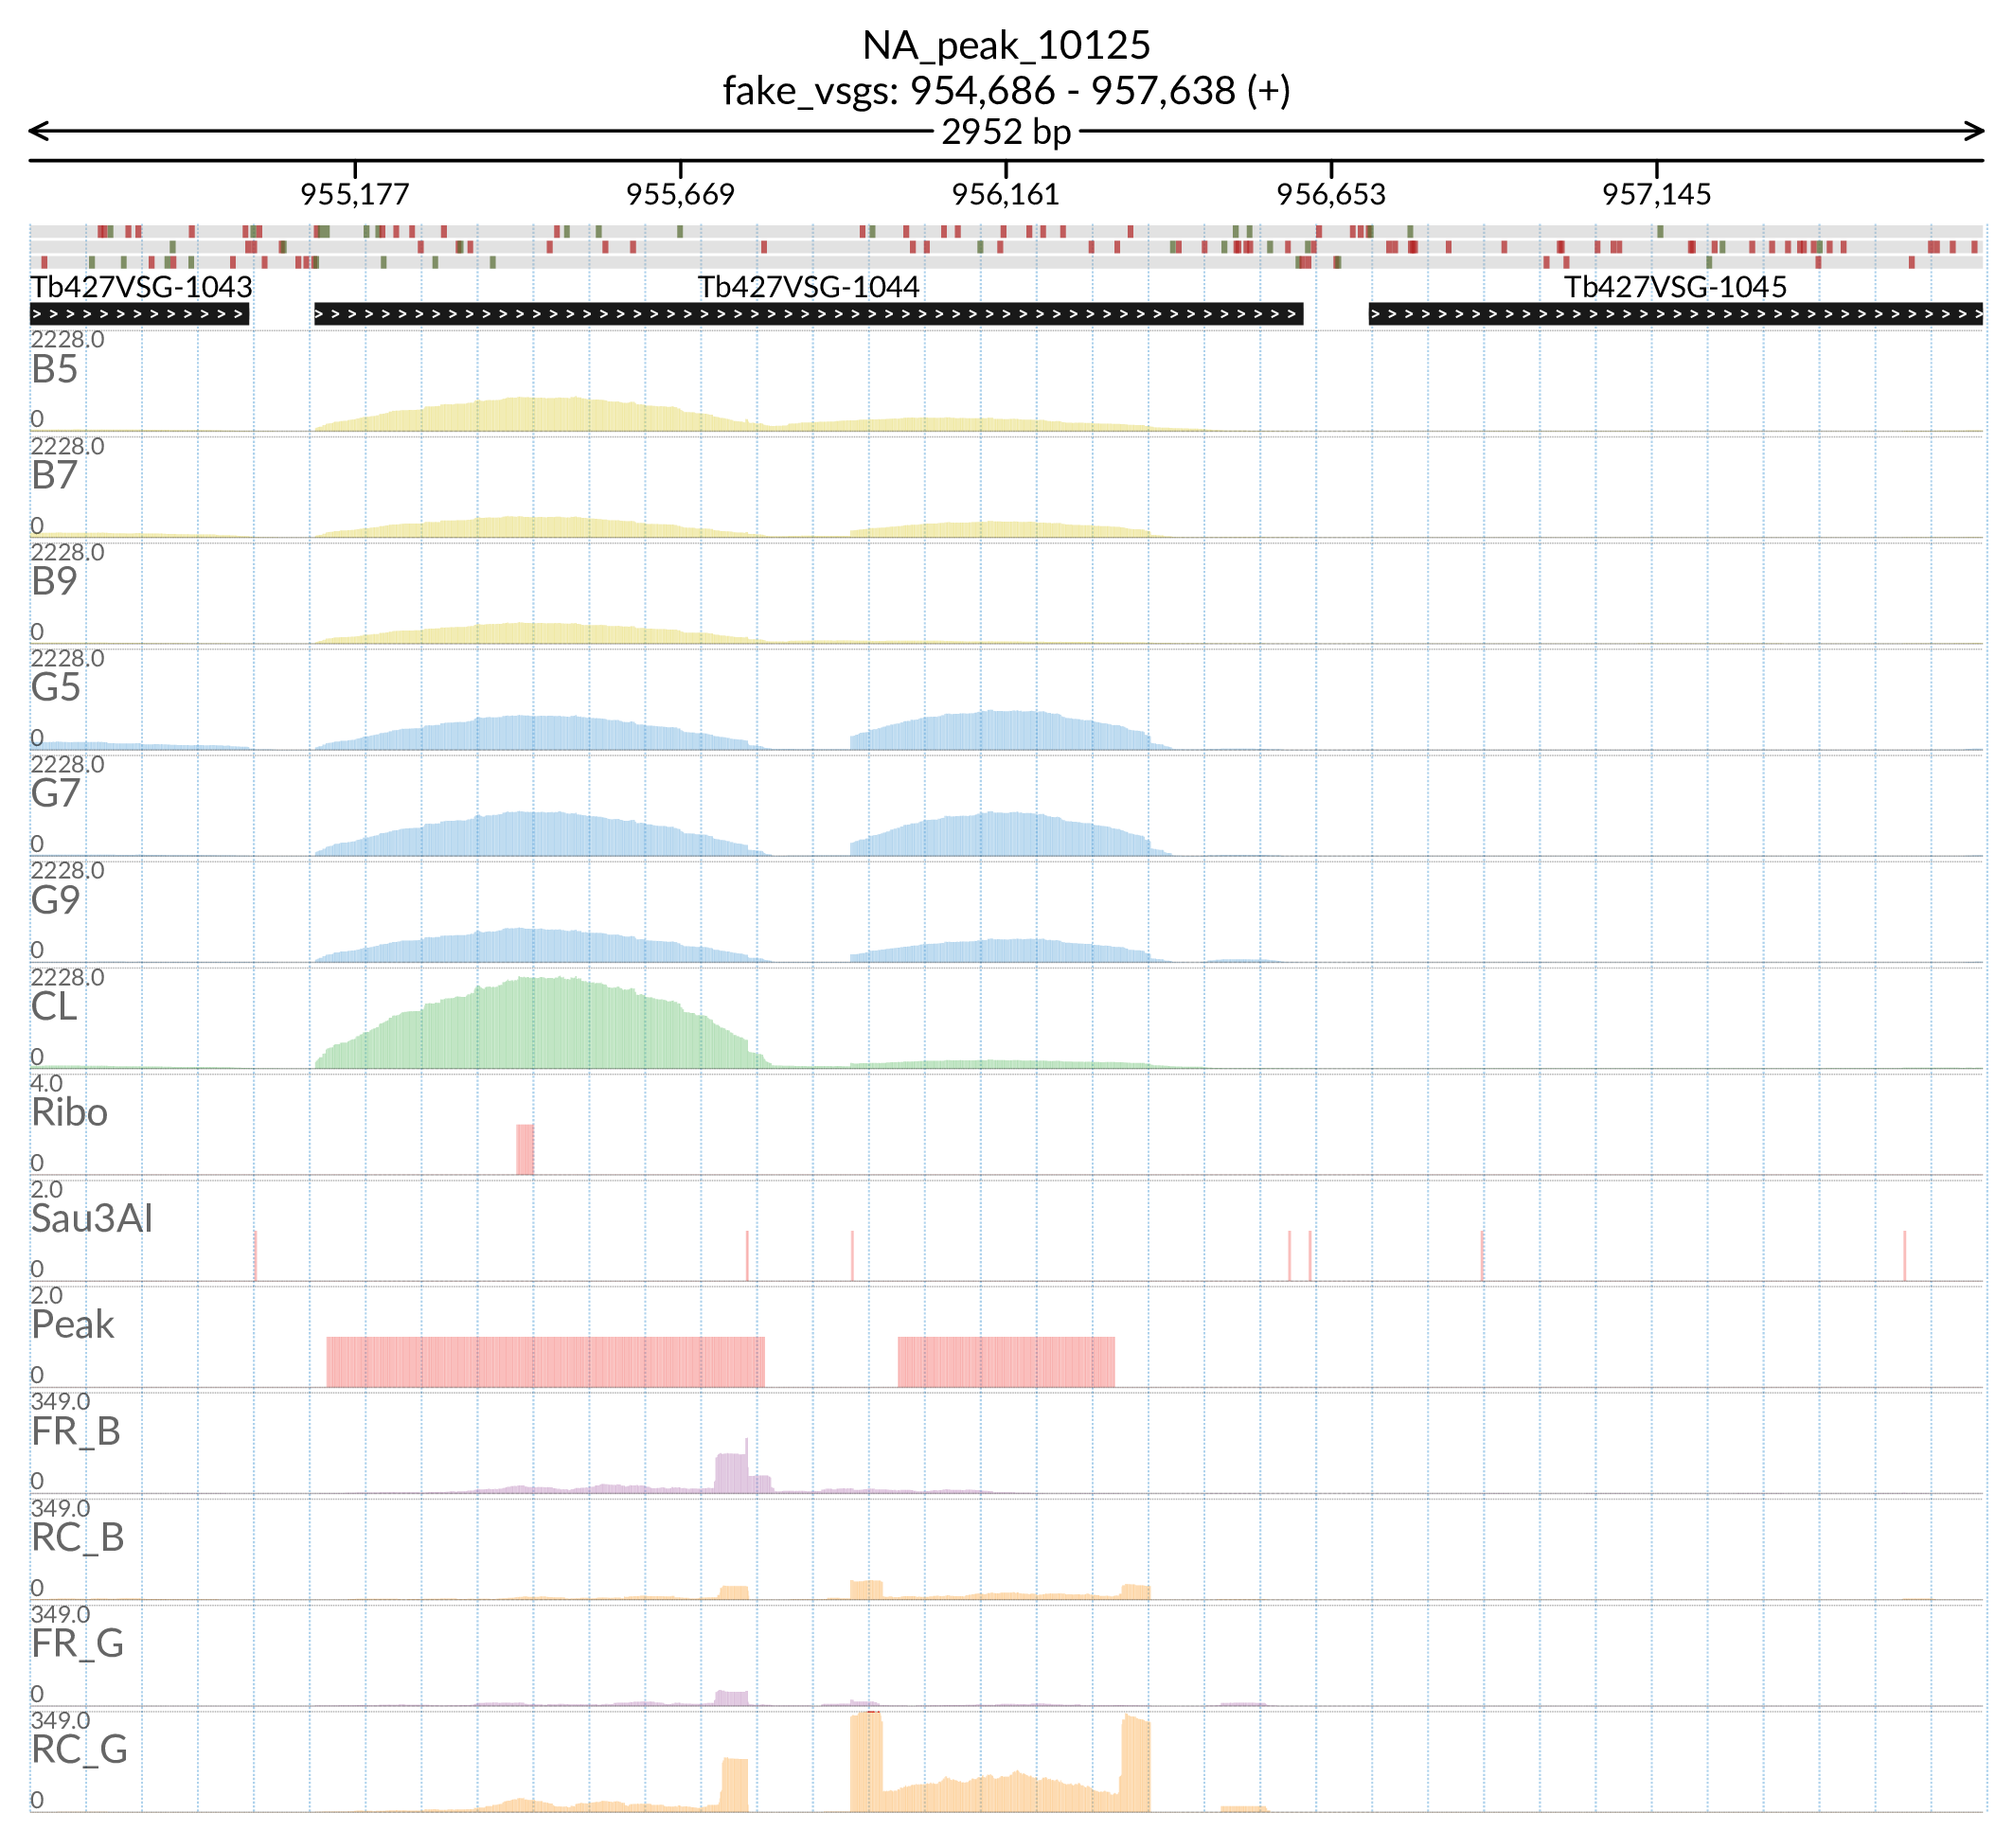 NA_peak_10125
fake_vsgs: 954,686 - 957,638 (+)
2952 bp
955,177 955,669 956,161 956,653 957,145
Tb427VSG-1043 Tb427VSG-1044 Tb427VSG-1045
2228.0
B5
0
2228.0
B7
0
2228.0
B9
0
2228.0
G5
0
2228.0
G7
0
2228.0
G9
0
2228.0
CL
0
4.0
Ribo
0
2.0
Sau3AI
0
2.0
Peak
0
349.0
FR_B
0
349.0
RC_B
0
349.0
FR_G
0
349.0
RC_G
0